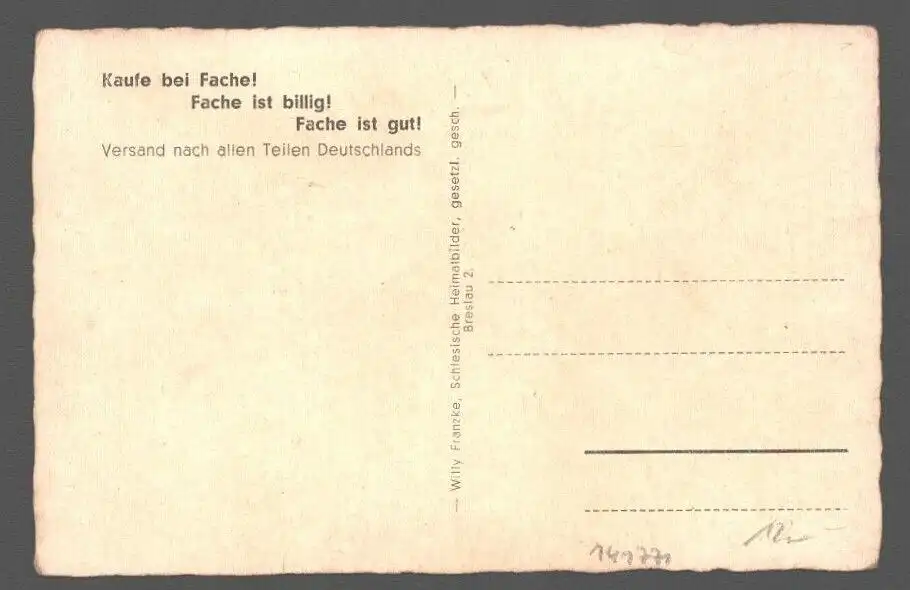 Kaufe bei Fache!
Fache ist billig!
Fache ist gut!
Versand nach allen Teilen Deutschlands
— Willy Franzke, Schlesische Heimatbilder, gesetzl. gesch. —
Breslau 2.